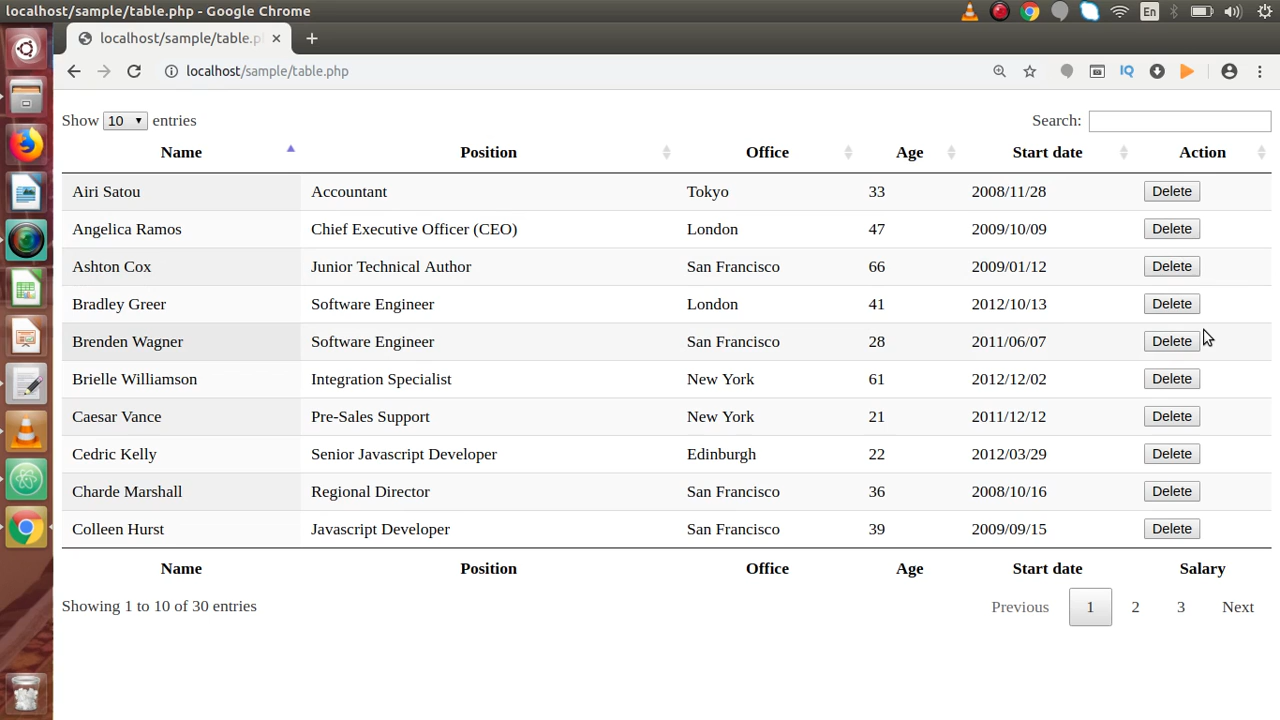 localhost/sample/table.php - Google Chrome
En
localhost/sample/table.p
localhost/sample/table.php
IQ
Show 10 entries Search:
Name Position Office Age Start date Action
Airi Satou Accountant Tokyo 33 2008/11/28 Delete
Angelica Ramos Chief Executive Officer (CEO) London 47 2009/10/09 Delete
Ashton Cox Junior Technical Author San Francisco 66 2009/01/12 Delete
Bradley Greer Software Engineer London 41 2012/10/13 Delete
Brenden Wagner Software Engineer San Francisco 28 2011/06/07 Delete
Brielle Williamson Integration Specialist New York 61 2012/12/02 Delete
Caesar Vance Pre-Sales Support New York 21 2011/12/12 Delete
Cedric Kelly Senior Javascript Developer Edinburgh 22 2012/03/29 Delete
Charde Marshall Regional Director San Francisco 36 2008/10/16 Delete
Colleen Hurst Javascript Developer San Francisco 39 2009/09/15 Delete
Name Position Office Age Start date Salary
Showing 1 to 10 of 30 entries Previous 1 2 3 Next